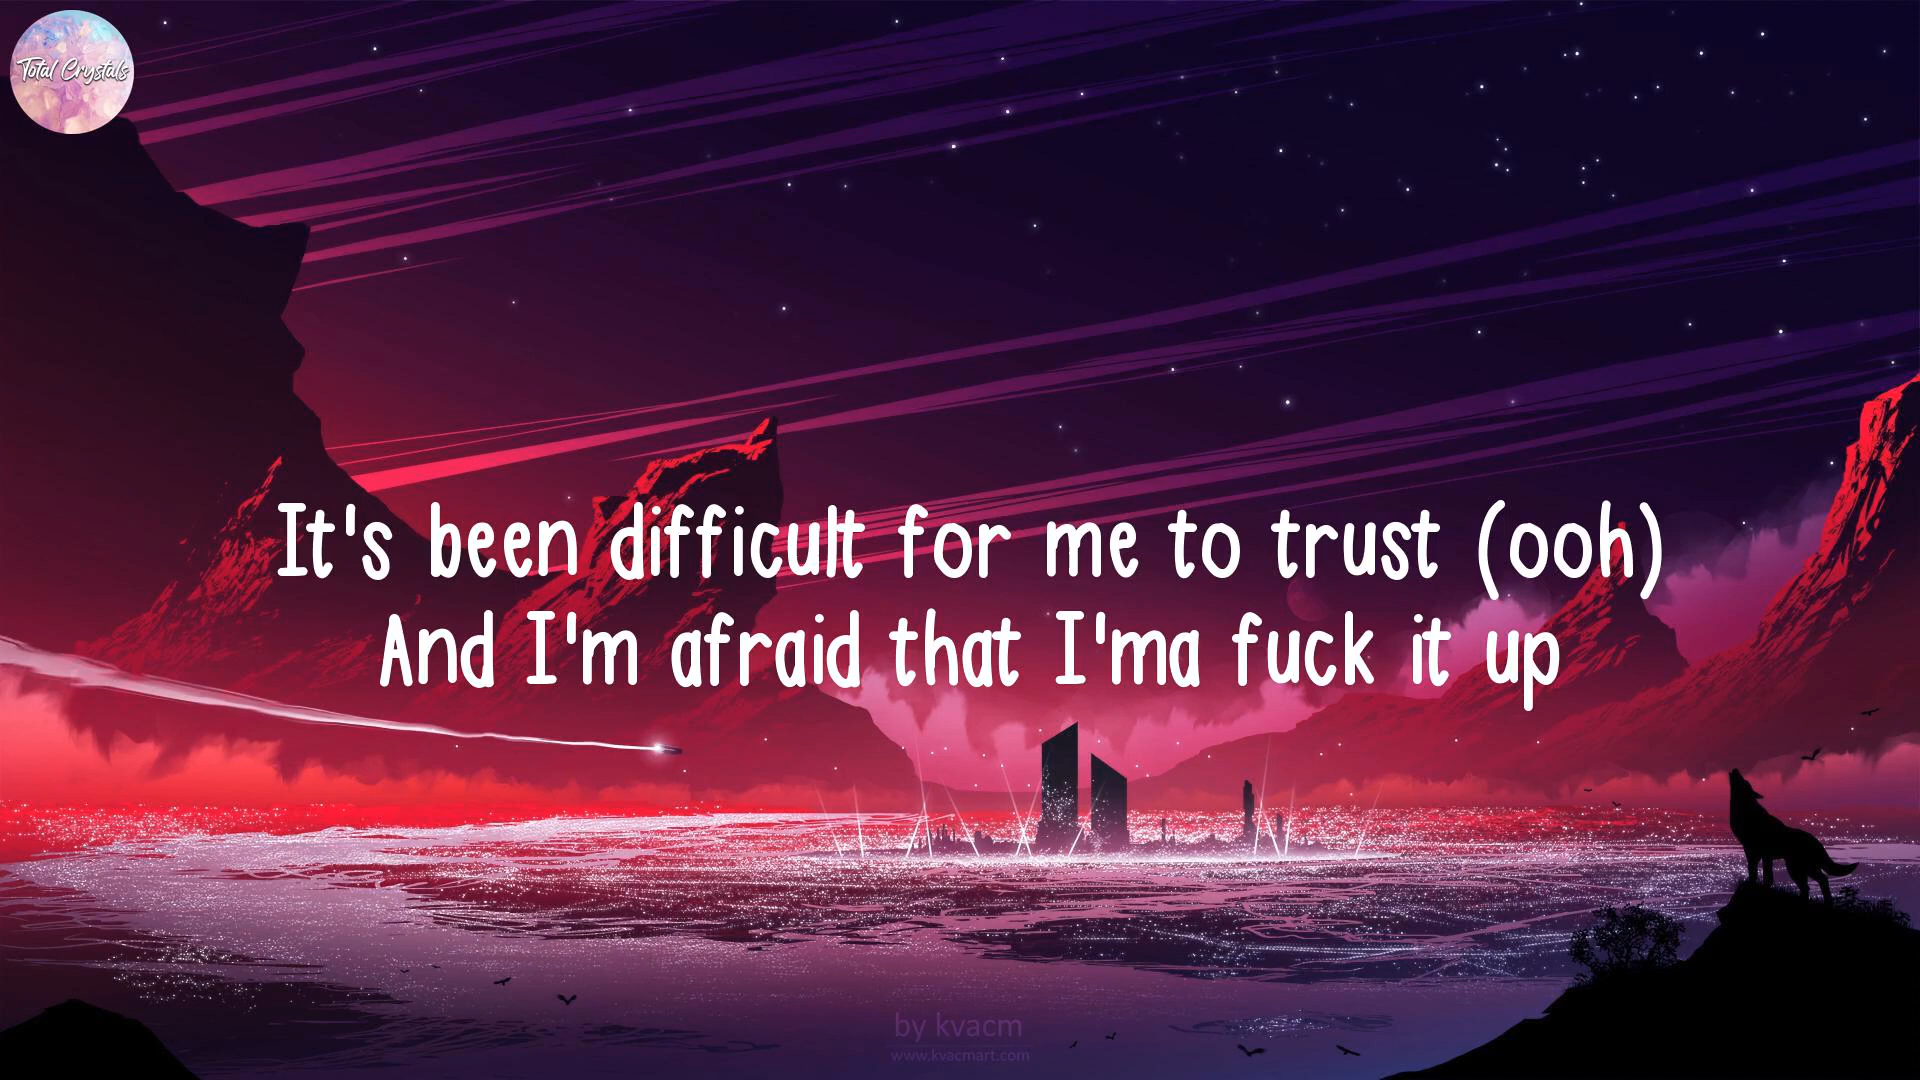 Total Crystals
It's been difficult for me to trust (ooh)
And I'm afraid that I'ma fuck it up
by kvacm
www.kvacmart.com